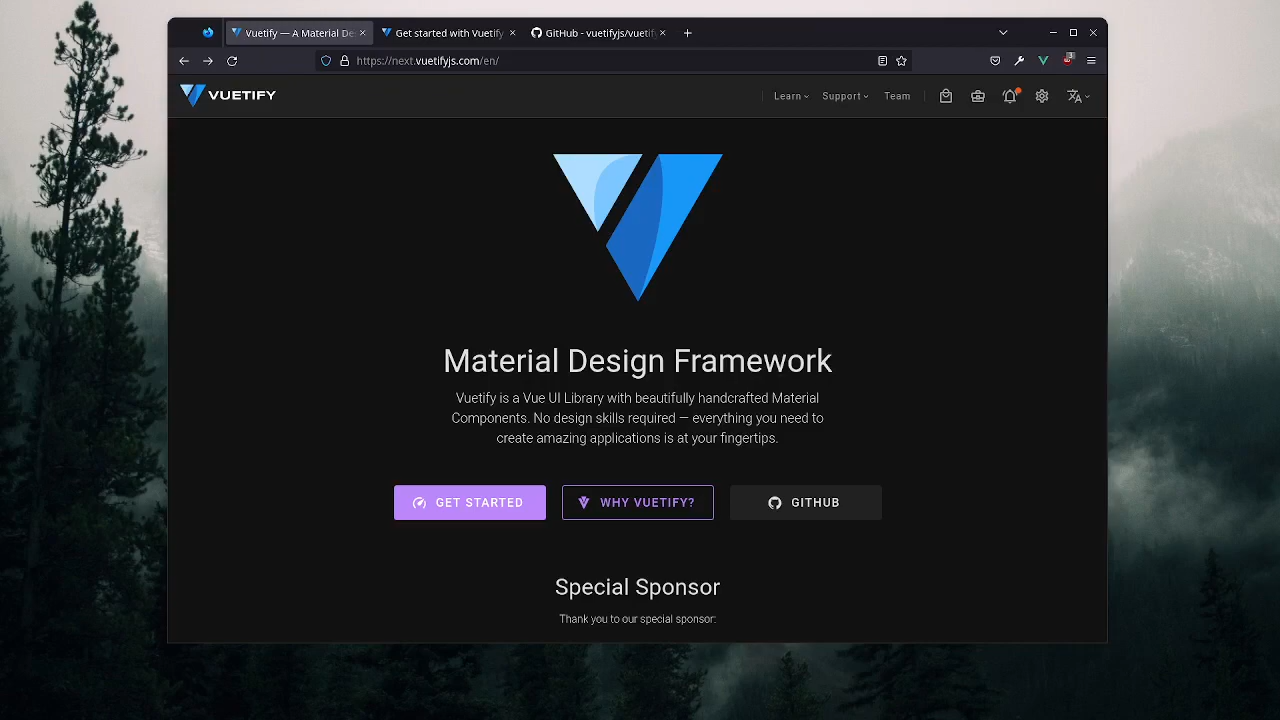 Vuetify — A Material De
Get started with Vuetify
GitHub - vuetifyjs/vuetif
https://next.vuetifyjs.com/en/
VUETIFY
Learn
Support
Team
Material Design Framework
Vuetify is a Vue UI Library with beautifully handcrafted Material
Components. No design skills required — everything you need to
create amazing applications is at your fingertips.
GET STARTED
WHY VUETIFY?
GITHUB
Special Sponsor
Thank you to our special sponsor: